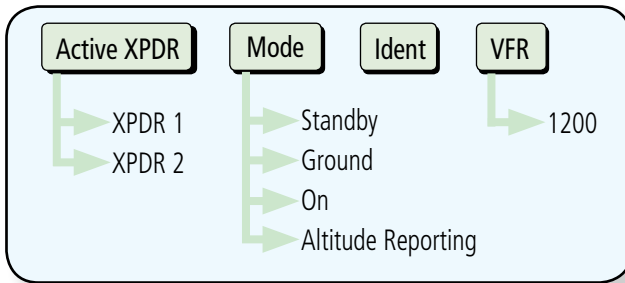 Active XPDR
Mode
Ident
VFR
XPDR 1
XPDR 2
Standby
Ground
On
Altitude Reporting
1200